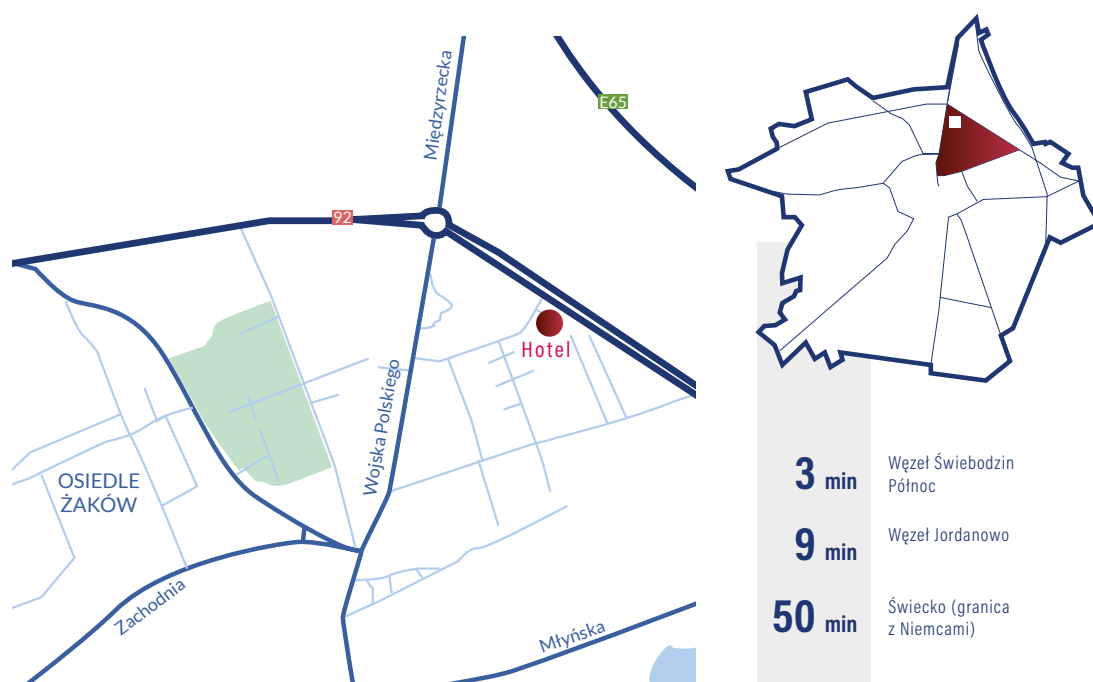 Międzyrzecka
E65
92
Hotel
Wojska Polskiego
OSIEDLE
ŻAKÓW
Zachodnia
Młyńska
3 min
Węzeł Świebodzin
Północ
9 min
Węzeł Jordanowo
50 min
Świecko (granica
z Niemcami)